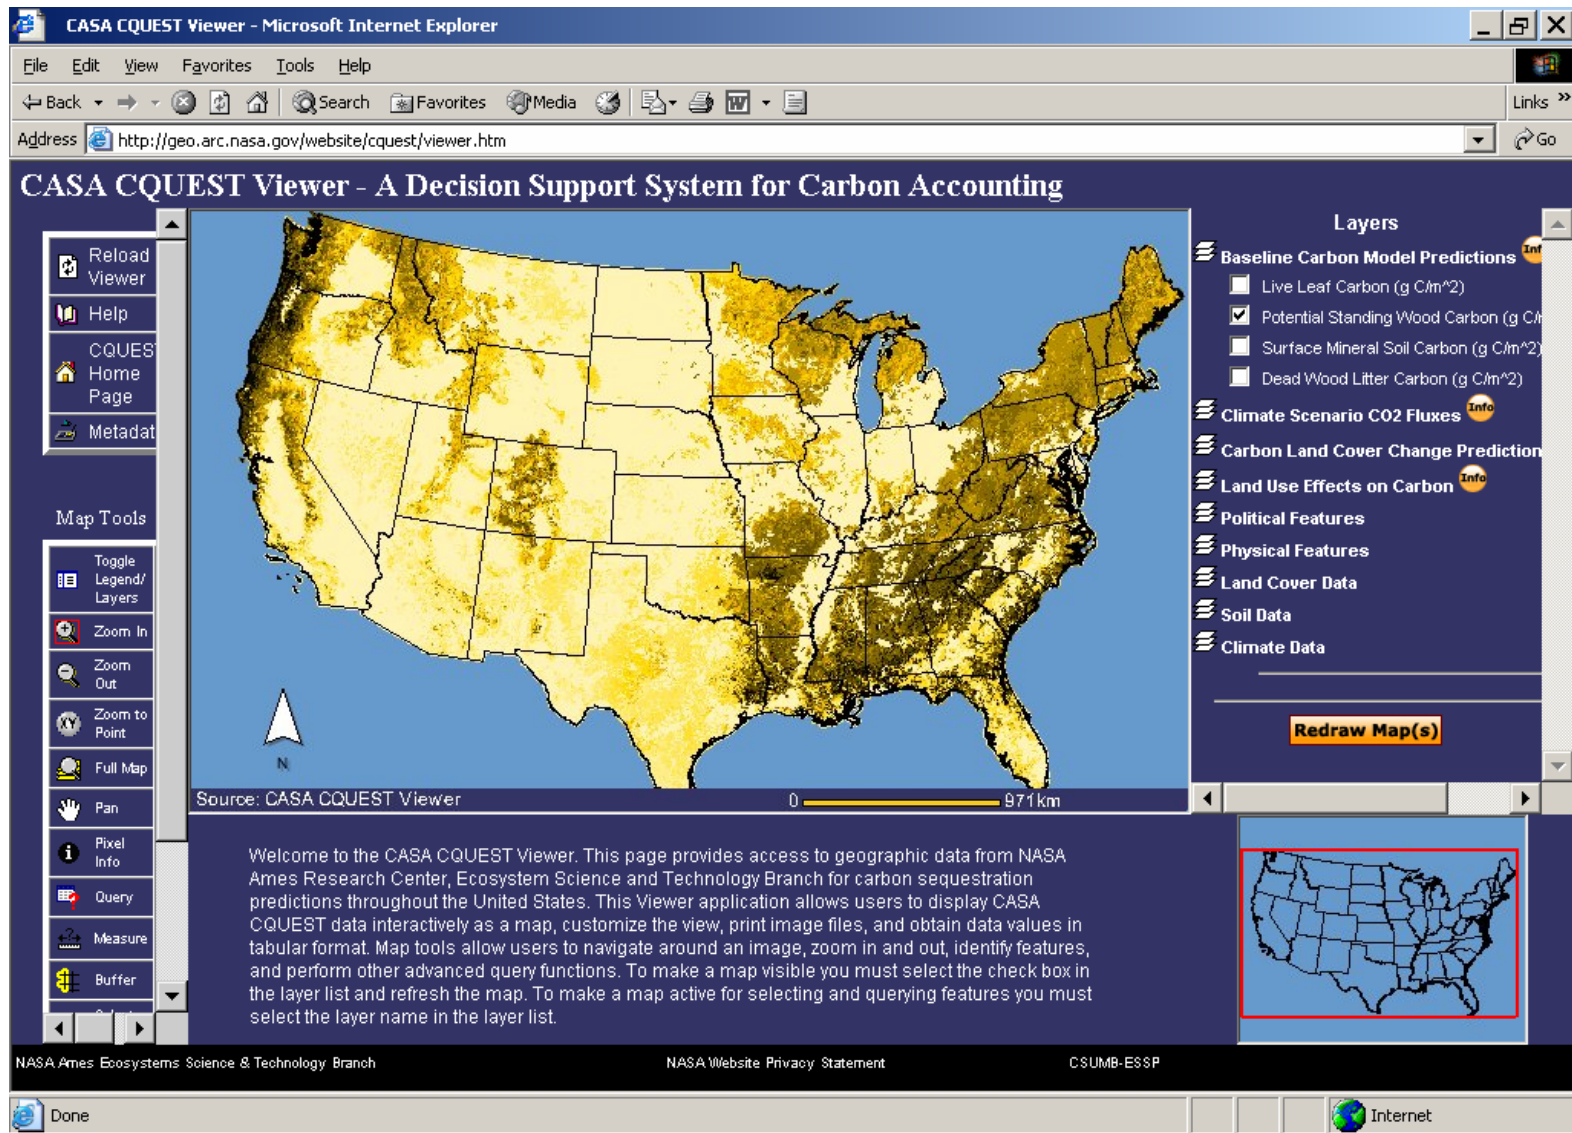 CASA CQUEST Viewer - Microsoft Internet Explorer
File Edit View Favorites Tools Help
Back Search Favorites Media Links »
Address http://geo.arc.nasa.gov/website/cquest/viewer.htm Go
CASA CQUEST Viewer - A Decision Support System for Carbon Accounting
Reload
Viewer
Help
CQUES
Home
Page
Metadat
Map Tools
Toggle
Legend/
Layers
Zoom In
Zoom
Out
XY
Zoom to
Point
Full Map
Pan
Pixel
Info
Query
Measure
Buffer
N
Source: CASA CQUEST Viewer 0 971km
Layers
Baseline Carbon Model Predictions Inf
Live Leaf Carbon (g C/m^2)
Potential Standing Wood Carbon (g C/
Surface Mineral Soil Carbon (g C/m^2)
Dead Wood Litter Carbon (g C/m^2)
Climate Scenario CO2 Fluxes Info
Carbon Land Cover Change Prediction
Land Use Effects on Carbon Info
Political Features
Physical Features
Land Cover Data
Soil Data
Climate Data
Redraw Map(s)
Welcome to the CASA CQUEST Viewer. This page provides access to geographic data from NASA
Ames Research Center, Ecosystem Science and Technology Branch for carbon sequestration
predictions throughout the United States. This Viewer application allows users to display CASA
CQUEST data interactively as a map, customize the view, print image files, and obtain data values in
tabular format. Map tools allow users to navigate around an image, zoom in and out, identify features,
and perform other advanced query functions. To make a map visible you must select the check box in
the layer list and refresh the map. To make a map active for selecting and querying features you must
select the layer name in the layer list.
NASA Ames Ecosystems Science & Technology Branch NASA Website Privacy Statement CSUMB-ESSP
Done Internet